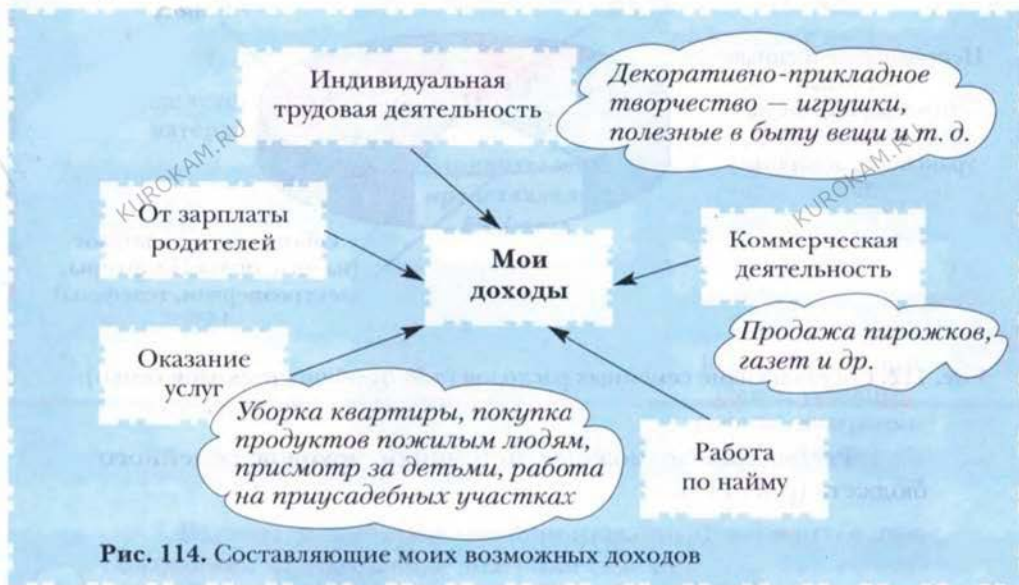 Индивидуальная
трудовая деятельность
Декоративно-прикладное
творчество — игрушки,
полезные в быту вещи и т. д.
KUROKAM.RU
От зарплаты
родителей
Мои
доходы
KUROKAM.RU
Коммерческая
деятельность
Продажа пирожков,
газет и др.
Оказание
услуг
Уборка квартиры, покупка
продуктов пожилым людям,
присмотр за детьми, работа
на приусадебных участках
Работа
по найму
Рис. 114. Составляющие моих возможных доходов